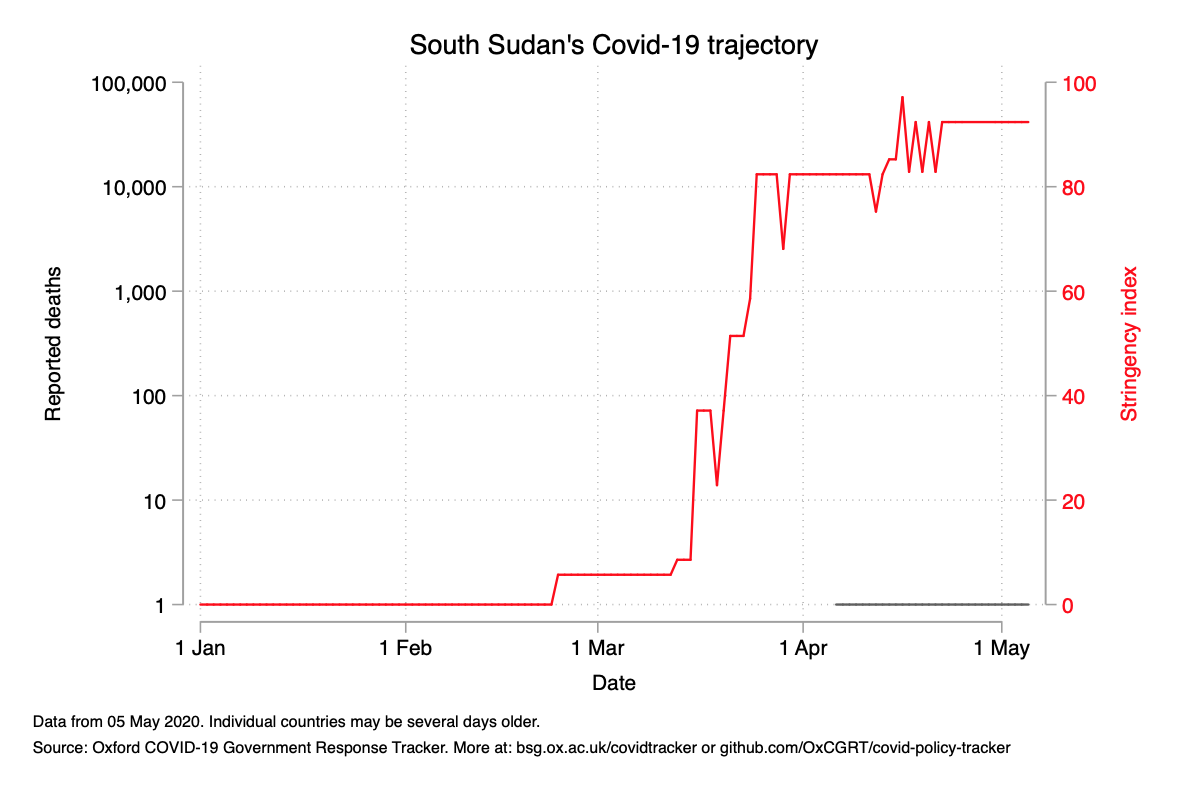 South Sudan's Covid-19 trajectory
100,000
10,000
1,000
100
10
1
Reported deaths
100
80
60
40
20
0
Stringency index
1 Jan
1 Feb
1 Mar
1 Apr
1 May
Date
Data from 05 May 2020. Individual countries may be several days older.
Source: Oxford COVID-19 Government Response Tracker. More at: bsg.ox.ac.uk/covidtracker or github.com/OxCGRT/covid-policy-tracker